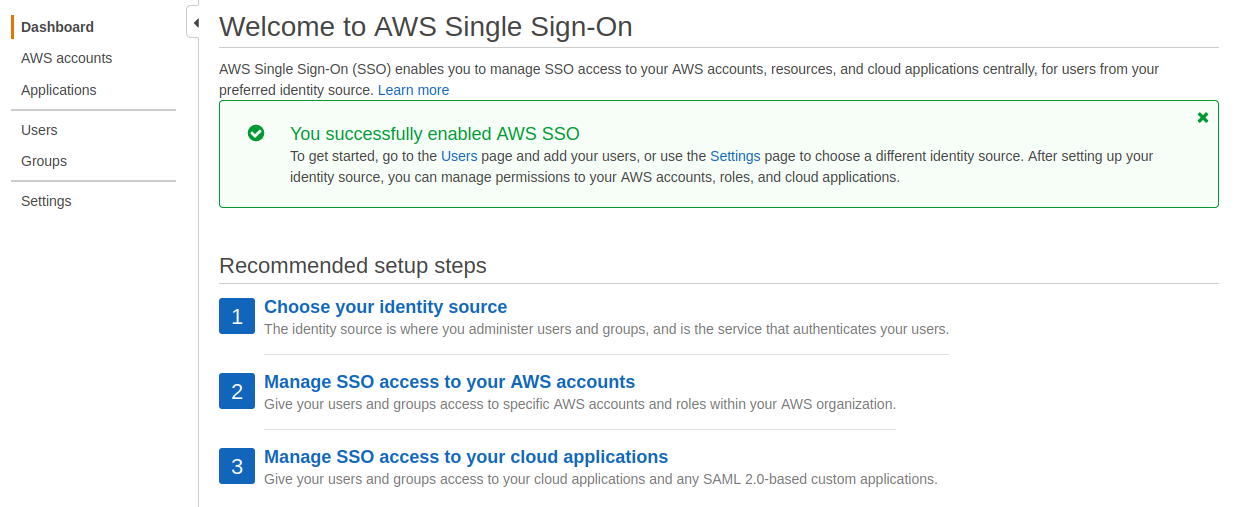 Dashboard
AWS accounts
Applications
Users
Groups
Settings
Welcome to AWS Single Sign-On
AWS Single Sign-On (SSO) enables you to manage SSO access to your AWS accounts, resources, and cloud applications centrally, for users from your
preferred identity source. Learn more
You successfully enabled AWS SSO
To get started, go to the Users page and add your users, or use the Settings page to choose a different identity source. After setting up your
identity source, you can manage permissions to your AWS accounts, roles, and cloud applications.
Recommended setup steps
1 Choose your identity source
The identity source is where you administer users and groups, and is the service that authenticates your users.
2 Manage SSO access to your AWS accounts
Give your users and groups access to specific AWS accounts and roles within your AWS organization.
3 Manage SSO access to your cloud applications
Give your users and groups access to your cloud applications and any SAML 2.0-based custom applications.